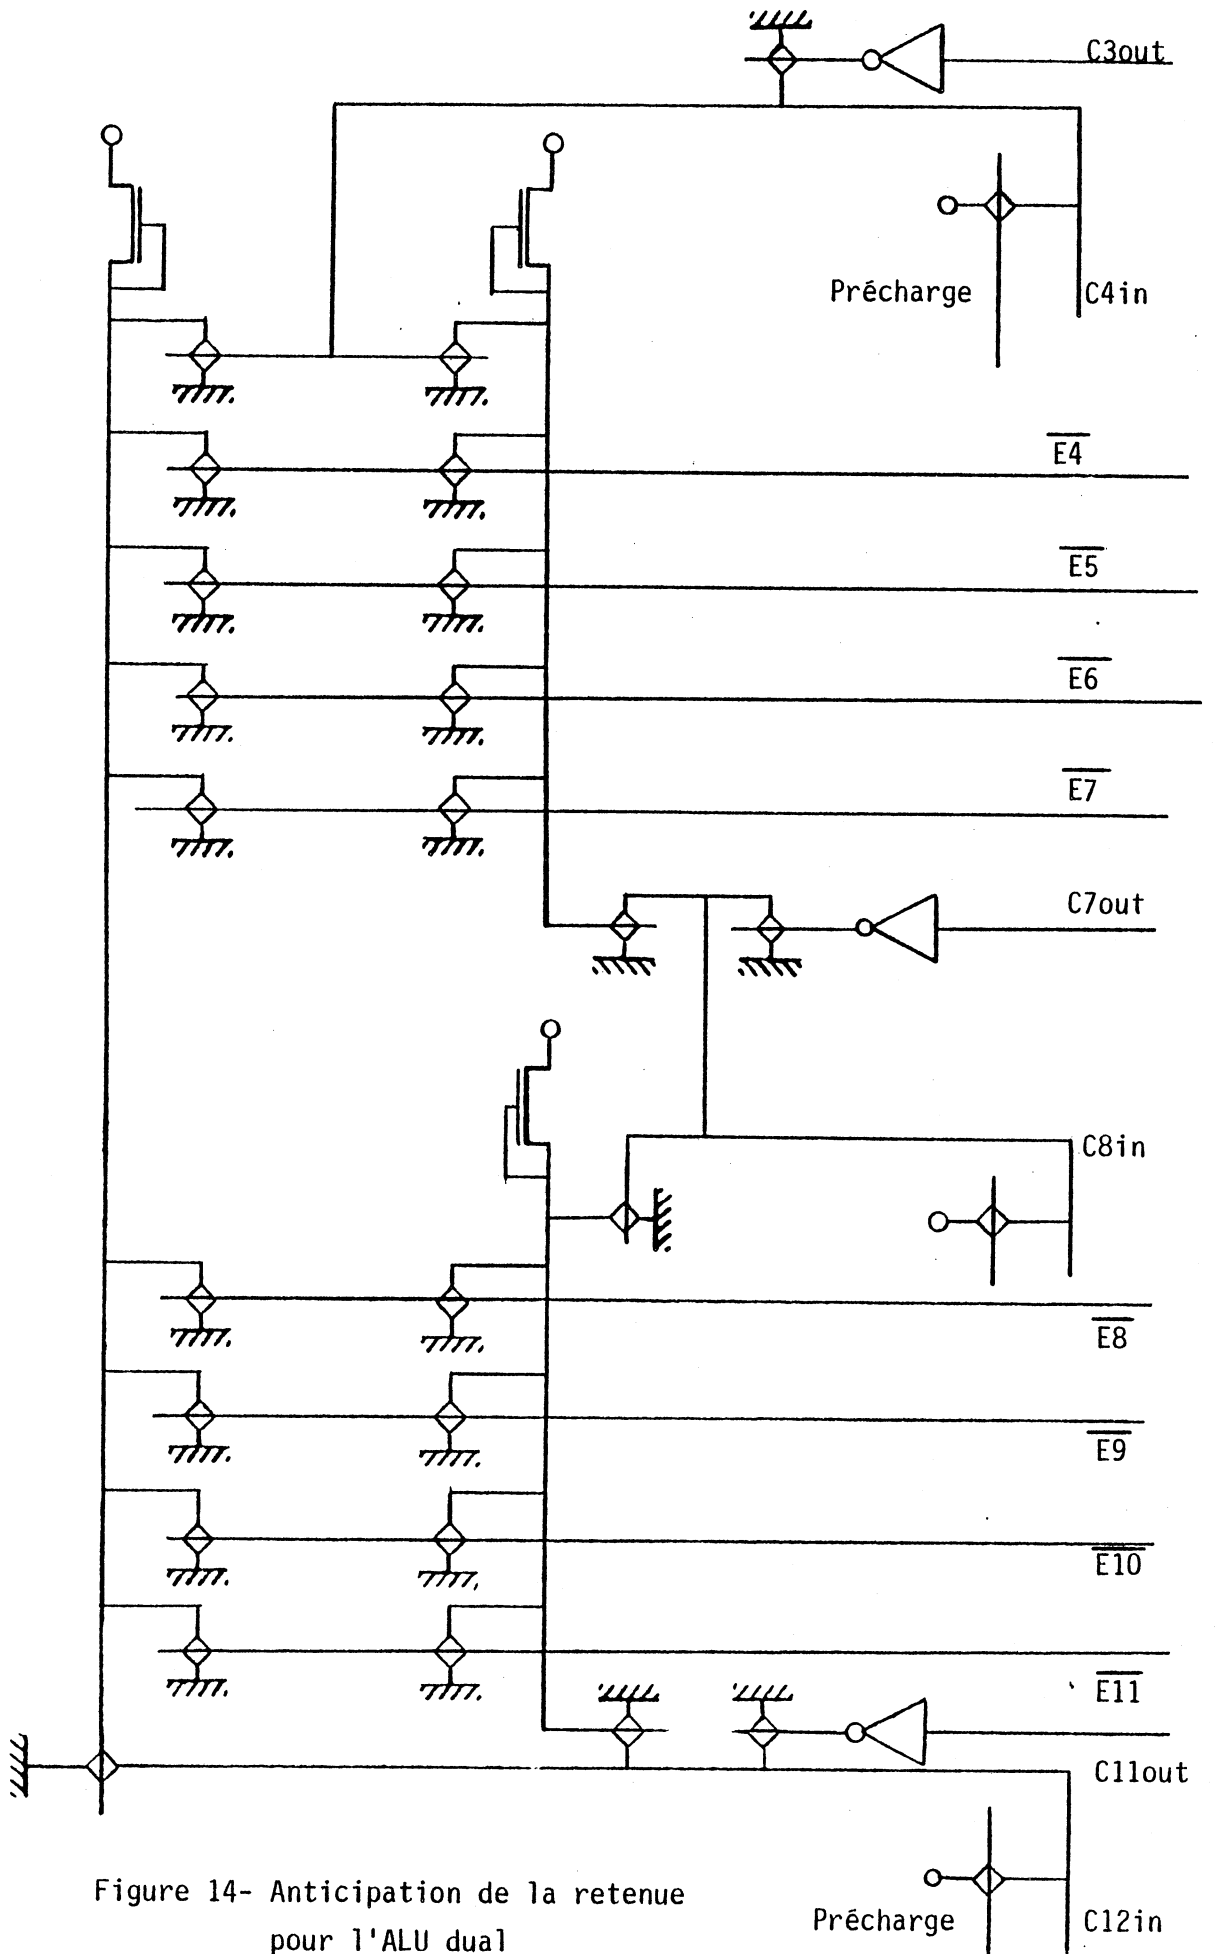 C3out
Précharge
C4in
E4
E5
E6
E7
C7out
C8in
E8
E9
E10
E11
C11out
Figure 14- Anticipation de la retenue
pour l'ALU dual
Précharge
C12in